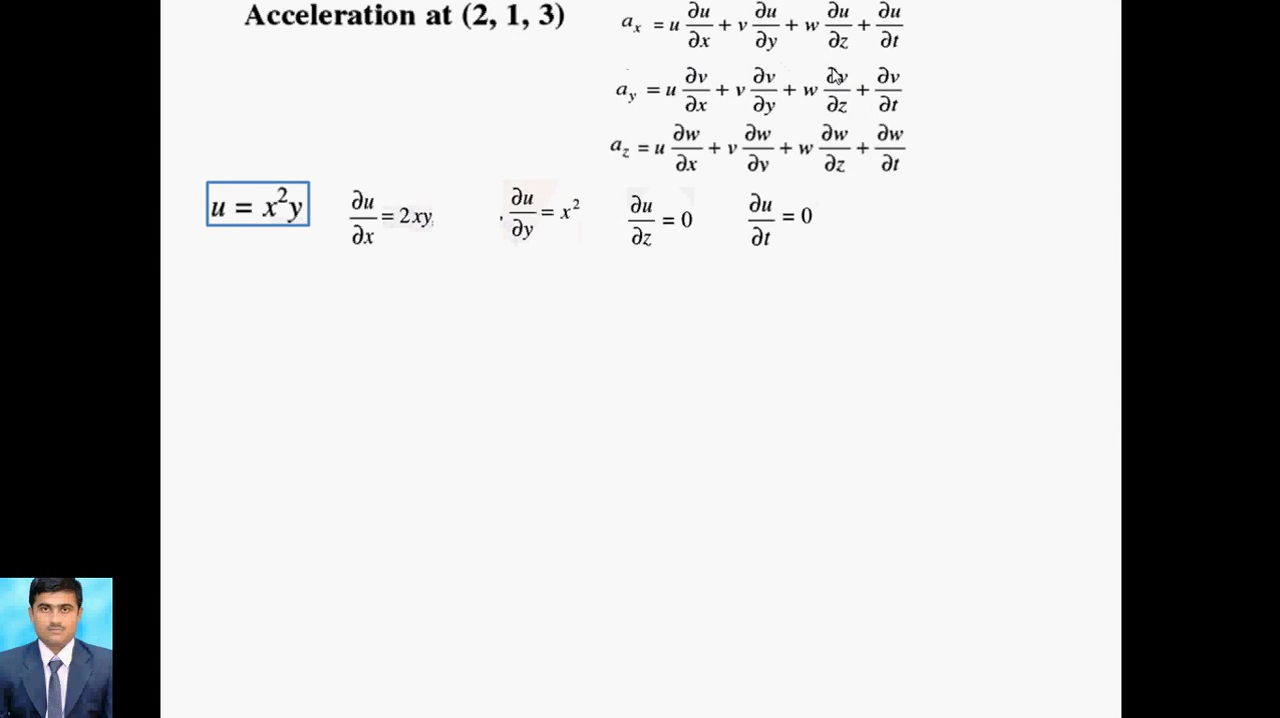 Acceleration at (2, 1, 3)
a_x = u ∂u/∂x + v ∂u/∂y + w ∂u/∂z + ∂u/∂t
a_y = u ∂v/∂x + v ∂v/∂y + w ∂v/∂z + ∂v/∂t
a_z = u ∂w/∂x + v ∂w/∂v + w ∂w/∂z + ∂w/∂t
u = x²y ∂u/∂x = 2xy, ∂u/∂y = x² ∂u/∂z = 0 ∂u/∂t = 0